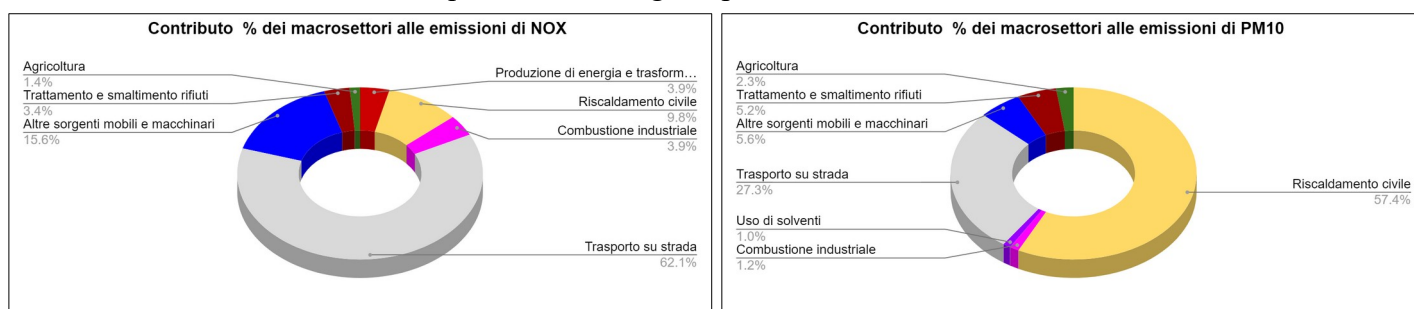 Contributo % dei macrosettori alle emissioni di NOX
Agricoltura
1.4%
Trattamento e smaltimento rifiuti
3.4%
Altre sorgenti mobili e macchinari
15.6%
Produzione di energia e trasform…
3.9%
Riscaldamento civile
9.8%
Combustione industriale
3.9%
Trasporto su strada
62.1%
Contributo % dei macrosettori alle emissioni di PM10
Agricoltura
2.3%
Trattamento e smaltimento rifiuti
5.2%
Altre sorgenti mobili e macchinari
5.6%
Trasporto su strada
27.3%
Uso di solventi
1.0%
Combustione industriale
1.2%
Riscaldamento civile
57.4%